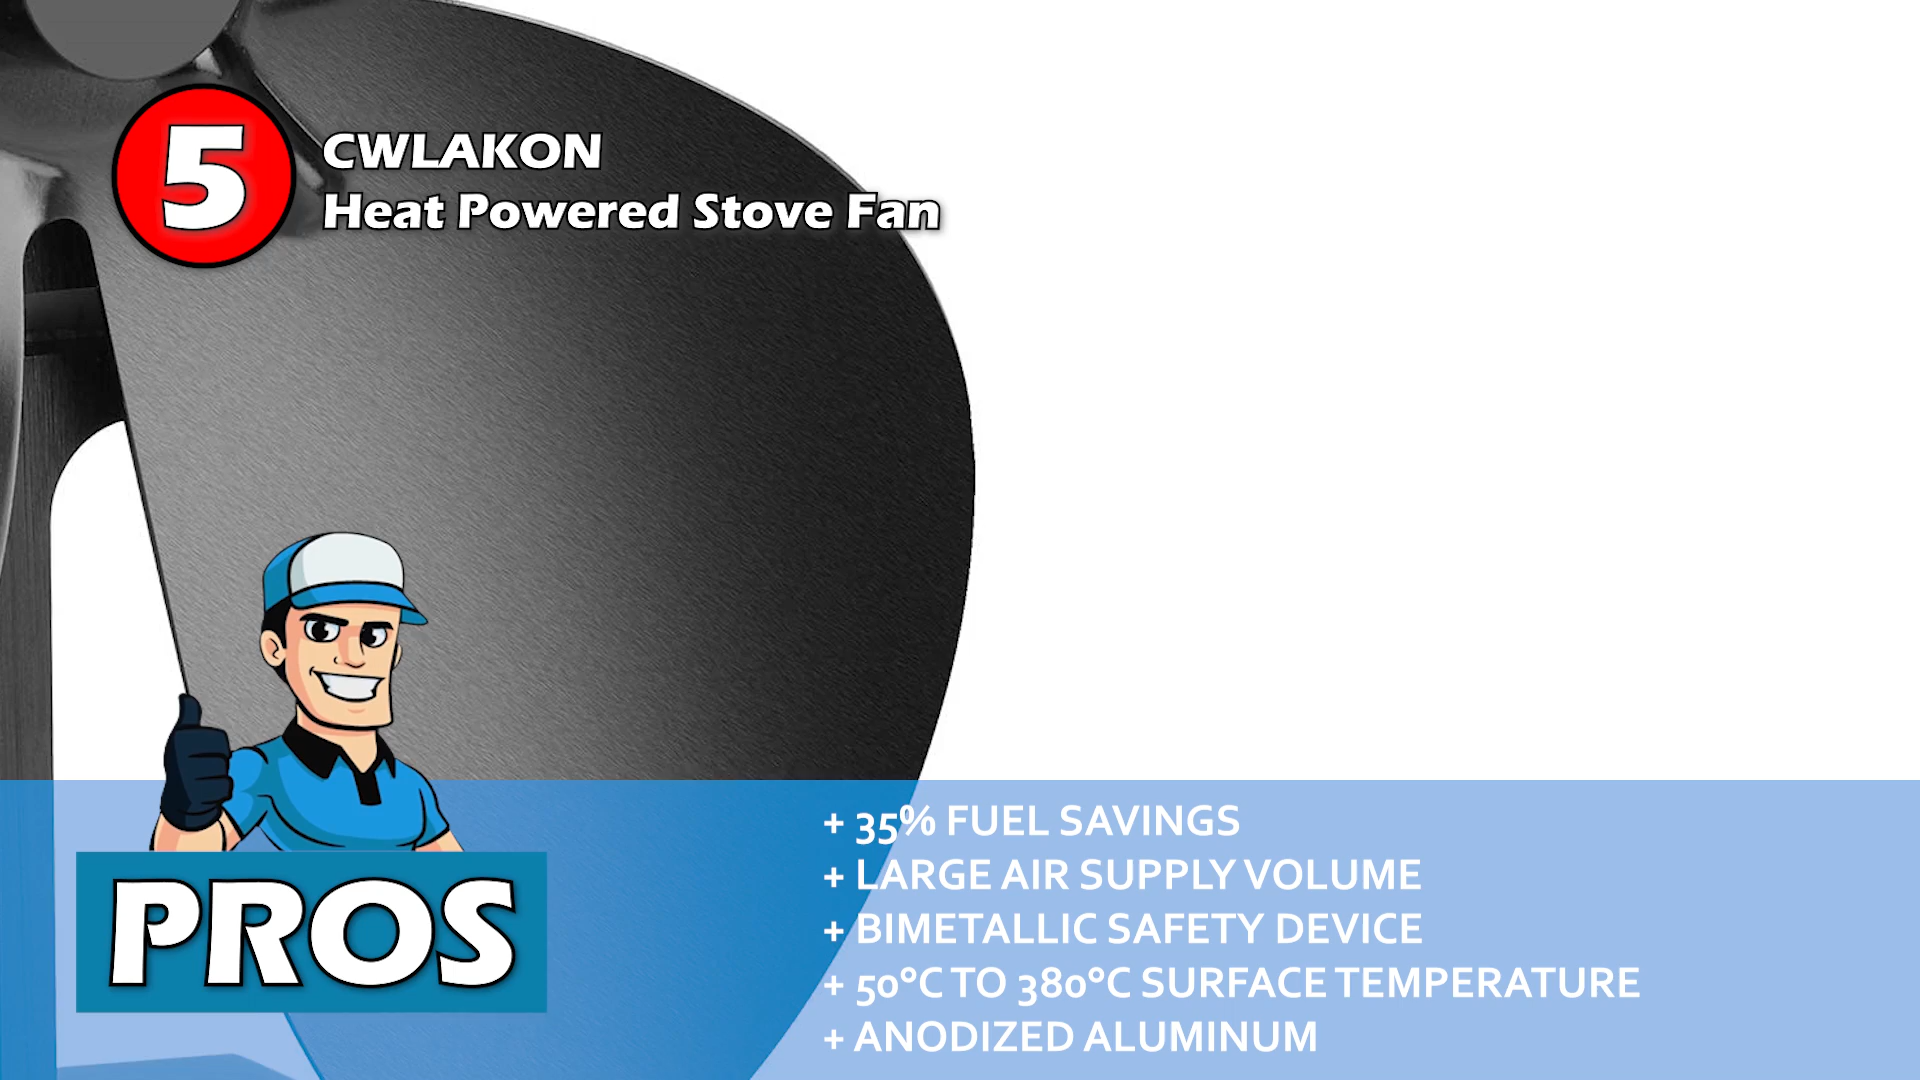 5
CWLAKON
Heat Powered Stove Fan
PROS
+ 35% FUEL SAVINGS
+ LARGE AIR SUPPLY VOLUME
+ BIMETALLIC SAFETY DEVICE
+ 50°C TO 380°C SURFACE TEMPERATURE
+ ANODIZED ALUMINUM